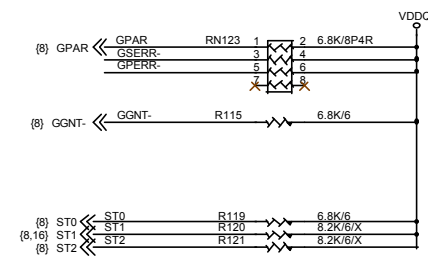 VDDQ
{8} GPAR GPAR RN123 1 2 6.8K/8P4R
GSERR- 3 4
GPERR- 5 6
7 8
{8} GGNT- GGNT- R115 6.8K/6
{8} ST0 ST0 R119 6.8K/6
{8,16} ST1 ST1 R120 8.2K/6/X
{8} ST2 ST2 R121 8.2K/6/X